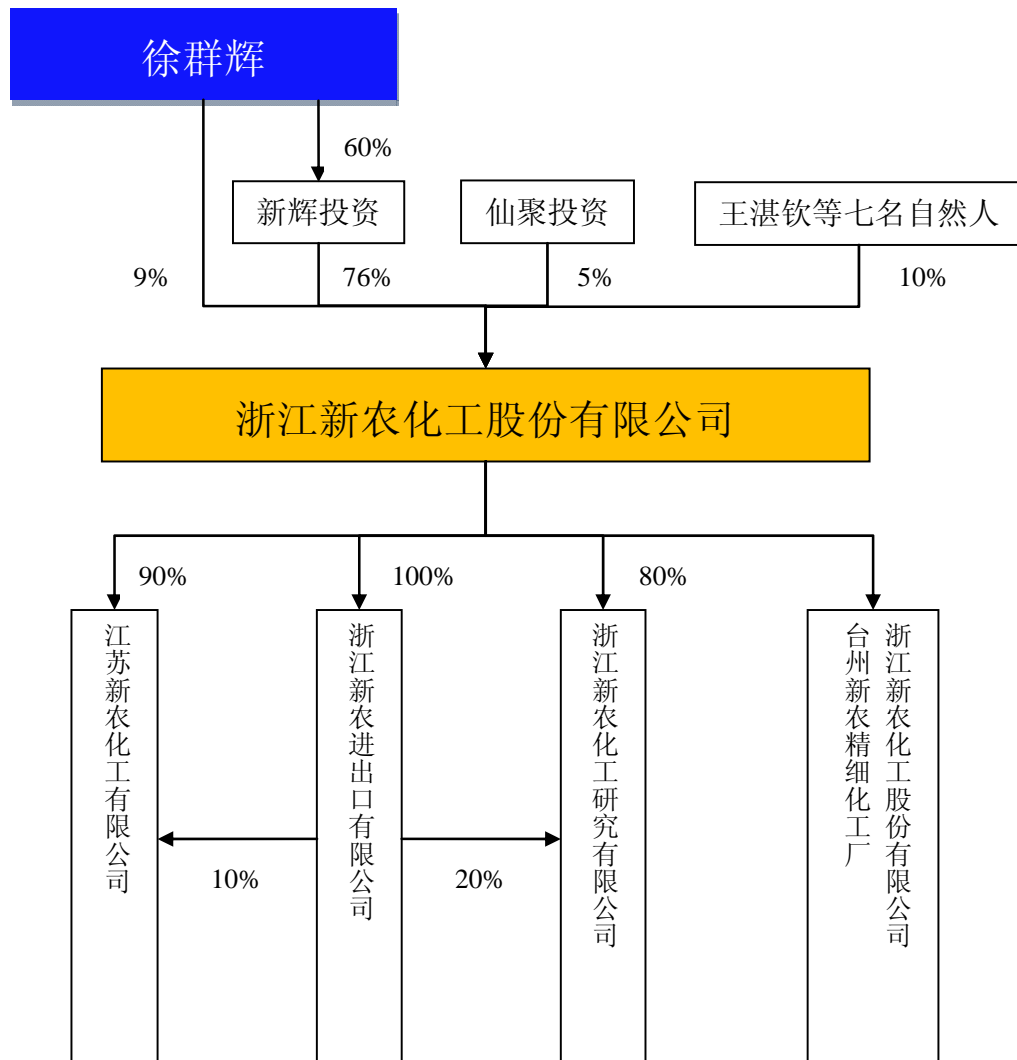 徐群辉
60%
新辉投资
仙聚投资
王湛钦等七名自然人
9%
76%
5%
10%
浙江新农化工股份有限公司
90%
100%
80%
江苏新农化工有限公司
浙江新农进出口有限公司
浙江新农化工研究有限公司
浙江新农化工股份有限公司
台州新农精细化工厂
10%
20%